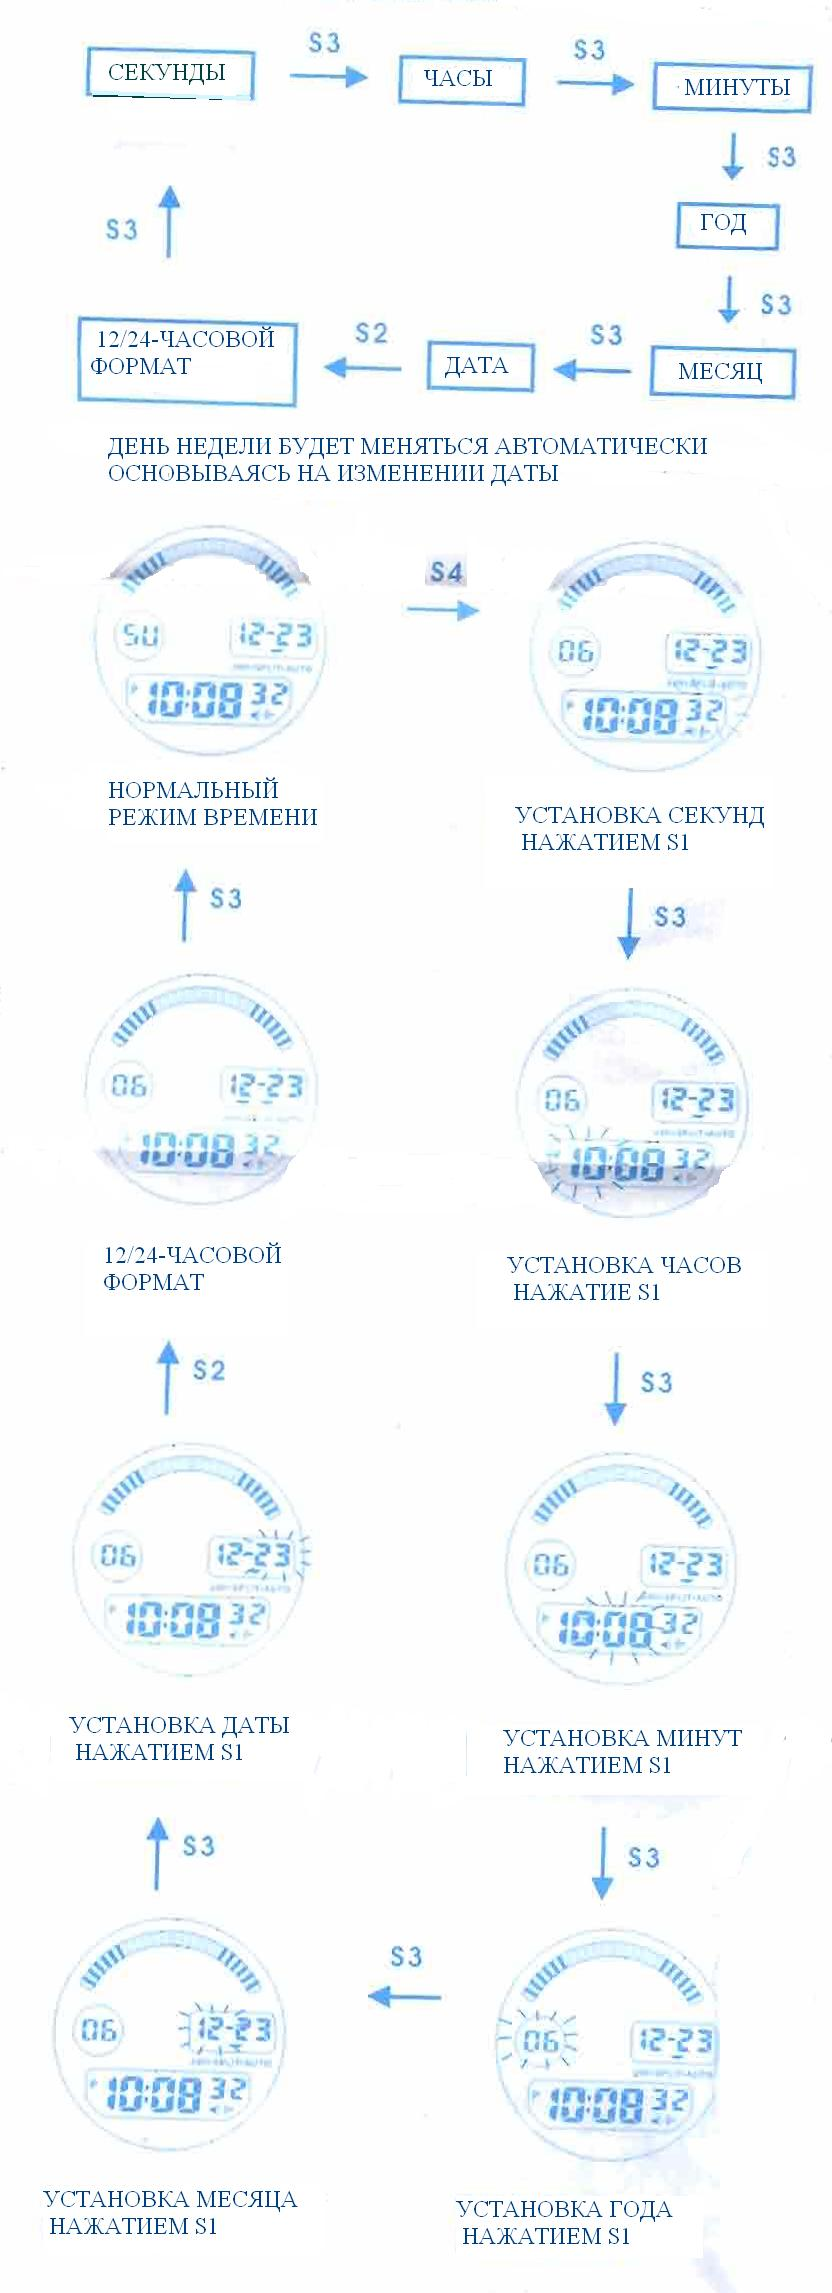 S3
S3
СЕКУНДЫ
ЧАСЫ
МИНУТЫ
S3
S3
ГОД
S3
12/24-ЧАСОВОЙ
ФОРМАТ
S2
ДАТА
S3
МЕСЯЦ
ДЕНЬ НЕДЕЛИ БУДЕТ МЕНЯТЬСЯ АВТОМАТИЧЕСКИ
ОСНОВЫВАЯСЬ НА ИЗМЕНЕНИИ ДАТЫ
SU
12-23
P 10:08 32
S4
06
12-23
P 10:08 32
НОРМАЛЬНЫЙ
РЕЖИМ ВРЕМЕНИ
УСТАНОВКА СЕКУНД
НАЖАТИЕМ S1
S3
S3
06
12-23
10:08 32
06
12-23
10:08 32
12/24-ЧАСОВОЙ
ФОРМАТ
УСТАНОВКА ЧАСОВ
НАЖАТИЕ S1
S2
S3
06
12-23
P 10:08 32
06
12-23
P 10:08 32
УСТАНОВКА ДАТЫ
НАЖАТИЕМ S1
УСТАНОВКА МИНУТ
НАЖАТИЕМ S1
S3
S3
06
12-23
P 10:08 32
S3
06
12-23
P 10:08 32
УСТАНОВКА МЕСЯЦА
НАЖАТИЕМ S1
УСТАНОВКА ГОДА
НАЖАТИЕМ S1